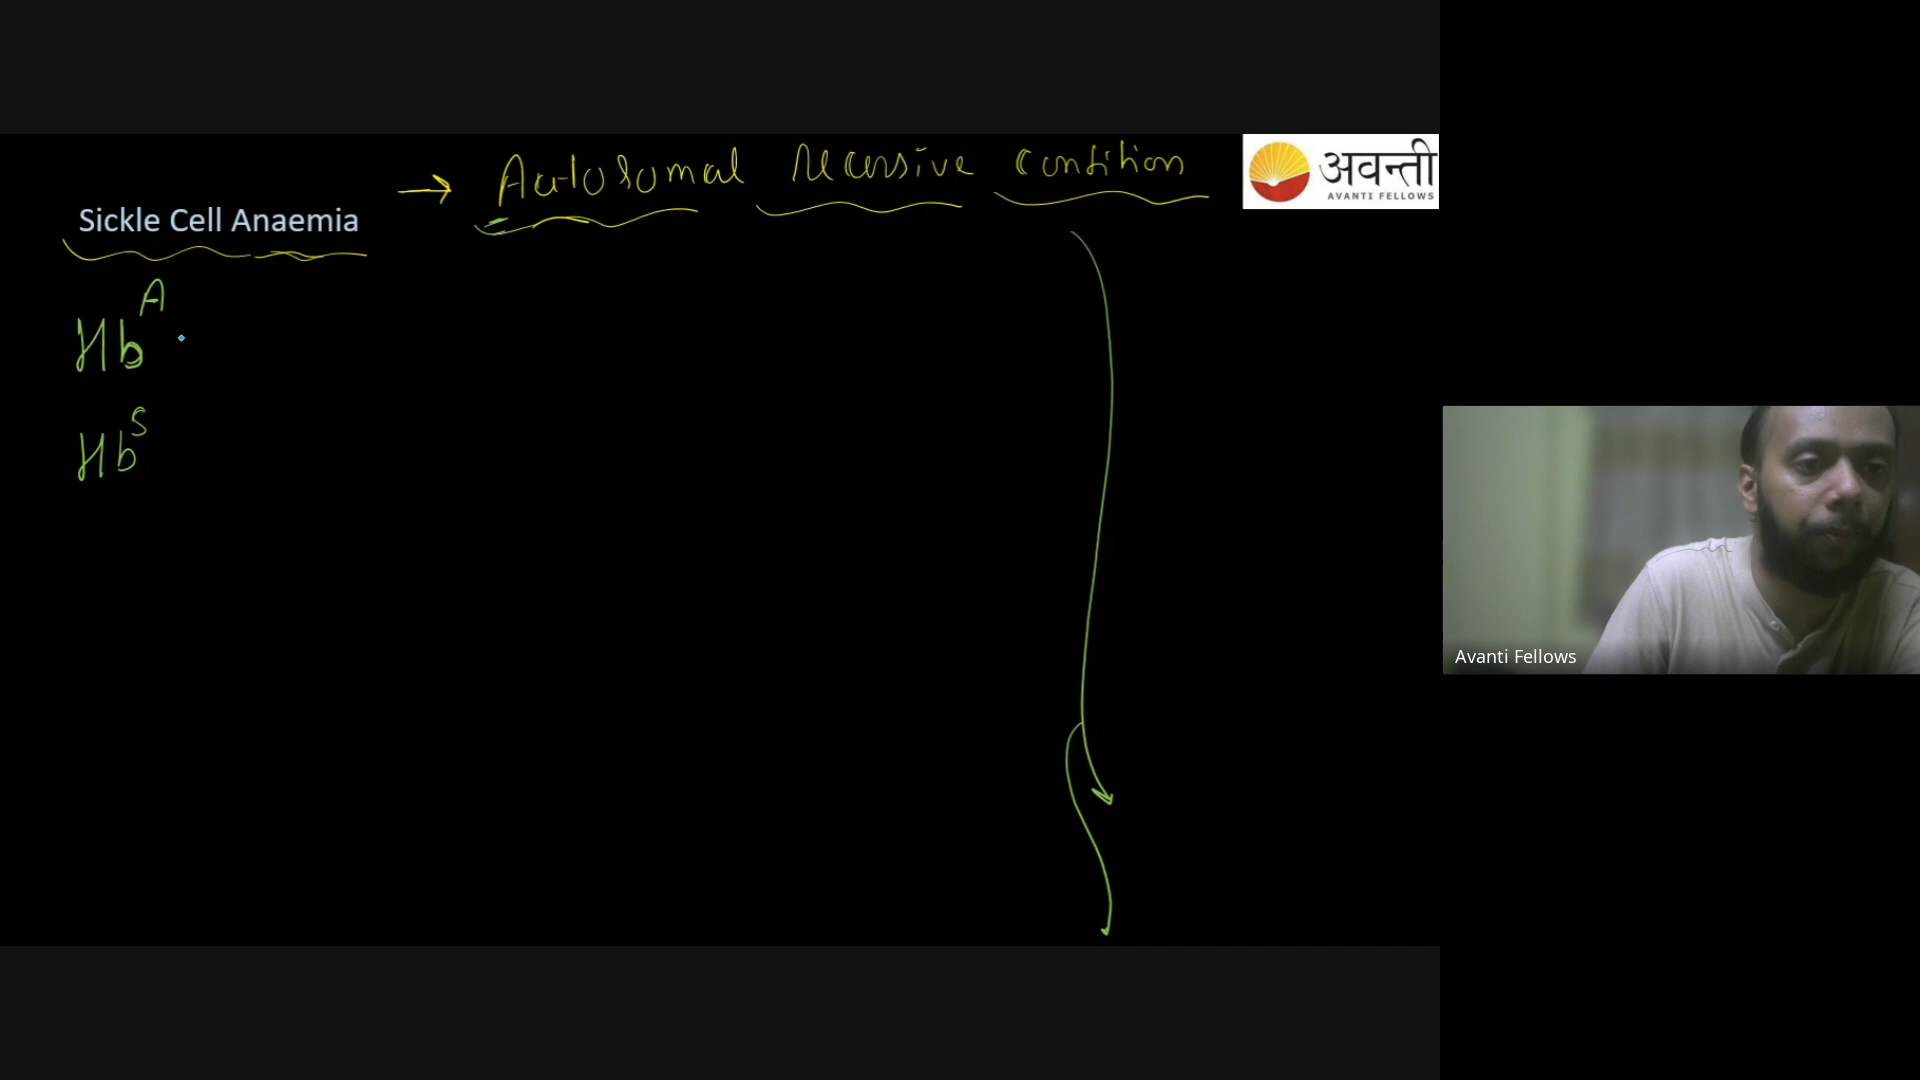 → Autosomal recessive condition
अवन्ती
AVANTI FELLOWS
Sickle Cell Anaemia
Hb^A
Hb^S
Avanti Fellows